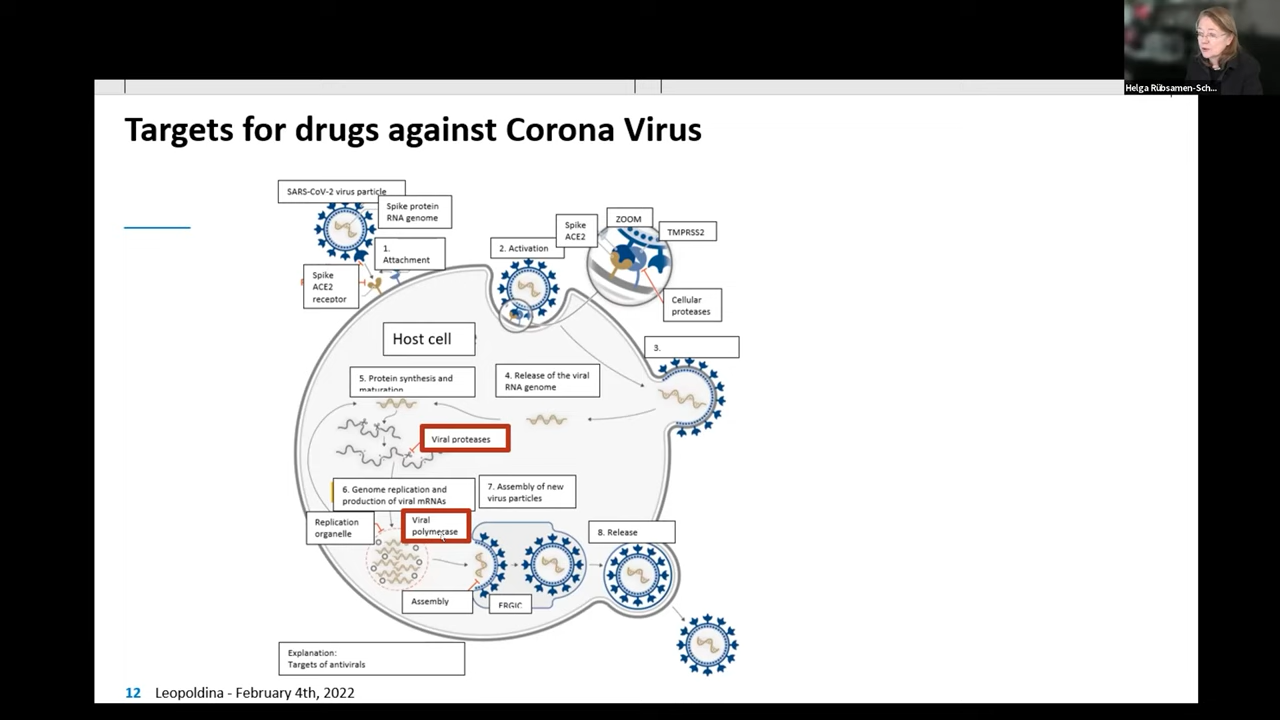 Helga Rübsamen-Sch...
Targets for drugs against Corona Virus
SARS-CoV-2 virus particle
Spike protein
RNA genome
1.
Attachment
Spike
ACE2
receptor
2. Activation
Spike
ACE2
ZOOM
TMPRSS2
Cellular
proteases
3.
Host cell
5. Protein synthesis and
maturation
4. Release of the viral
RNA genome
Viral proteases
6. Genome replication and
production of viral mRNAs
7. Assembly of new
virus particles
Replication
organelle
Viral
polymerase
8. Release
Assembly
ERGIC
Explanation:
Targets of antivirals
12 Leopoldina - February 4th, 2022